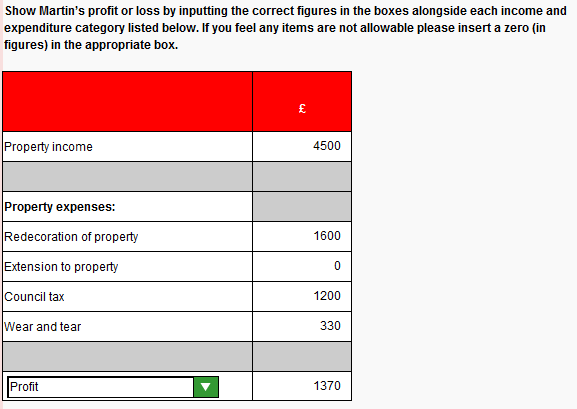 Show Martin's profit or loss by inputting the correct figures in the boxes alongside each income and
expenditure category listed below. If you feel any items are not allowable please insert a zero (in
figures) in the appropriate box.
£
Property income 4500
Property expenses:
Redecoration of property 1600
Extension to property 0
Council tax 1200
Wear and tear 330
Profit 1370